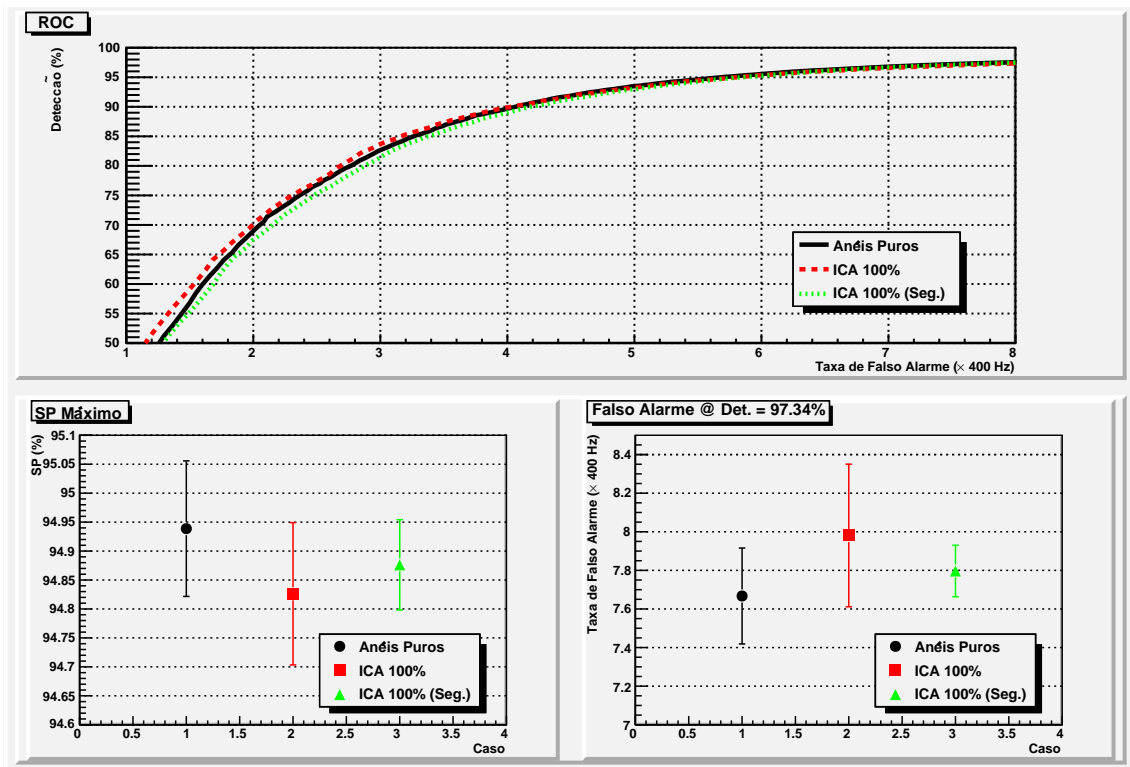 ROC
Detecção (%)
100
95
90
85
80
75
70
65
60
55
50
1 2 3 4 5 6 7 8
Taxa de Falso Alarme (× 400 Hz)
Anéis Puros
ICA 100%
ICA 100% (Seg.)
SP Máximo
SP (%)
95.1
95.05
95
94.95
94.9
94.85
94.8
94.75
94.7
94.65
94.6
0 0.5 1 1.5 2 2.5 3 3.5 4
Caso
Anéis Puros
ICA 100%
ICA 100% (Seg.)
Falso Alarme @ Det. = 97.34%
Taxa de Falso Alarme (× 400 Hz)
8.4
8.2
8
7.8
7.6
7.4
7.2
7
0 0.5 1 1.5 2 2.5 3 3.5 4
Caso
Anéis Puros
ICA 100%
ICA 100% (Seg.)